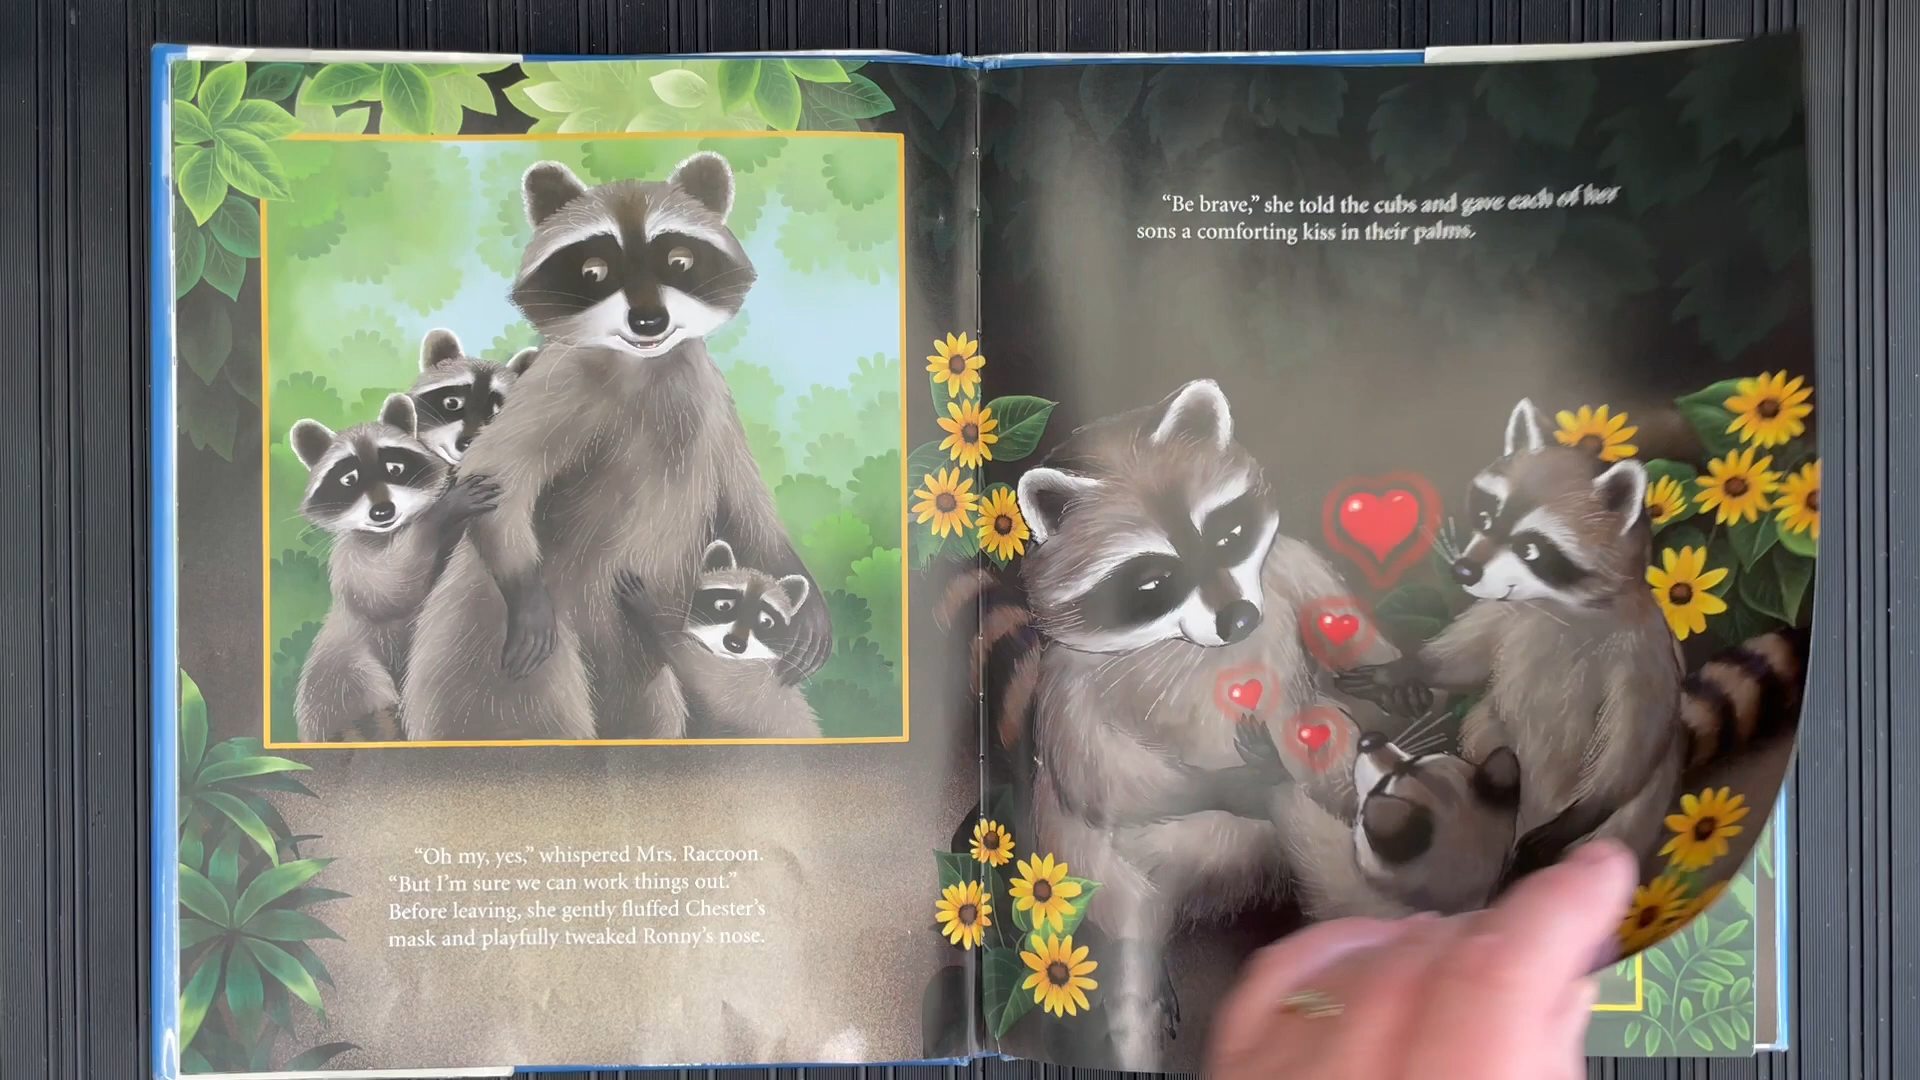 “Oh my, yes,” whispered Mrs. Raccoon.
“But I’m sure we can work things out.”
Before leaving, she gently fluffed Chester’s
mask and playfully tweaked Ronny’s nose.
“Be brave,” she told the cubs and gave each of her
sons a comforting kiss in their palms.